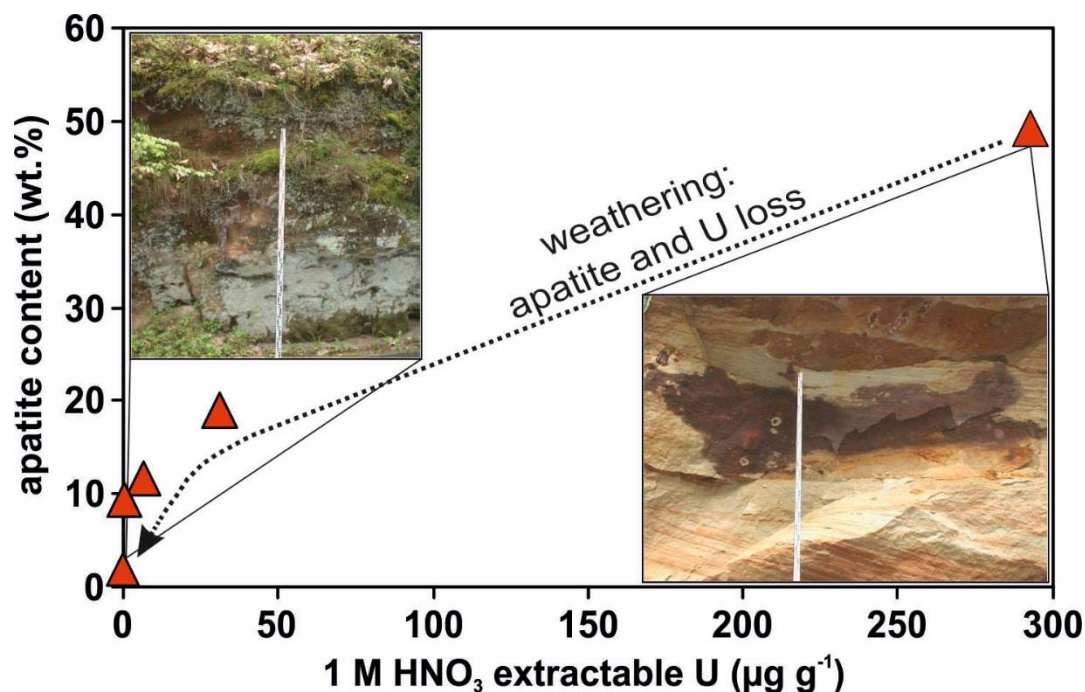 60
50
40
30
20
10
0
apatite content (wt.%)
weathering:
apatite and U loss
0 50 100 150 200 250 300
1 M HNO₃ extractable U (µg g⁻¹)